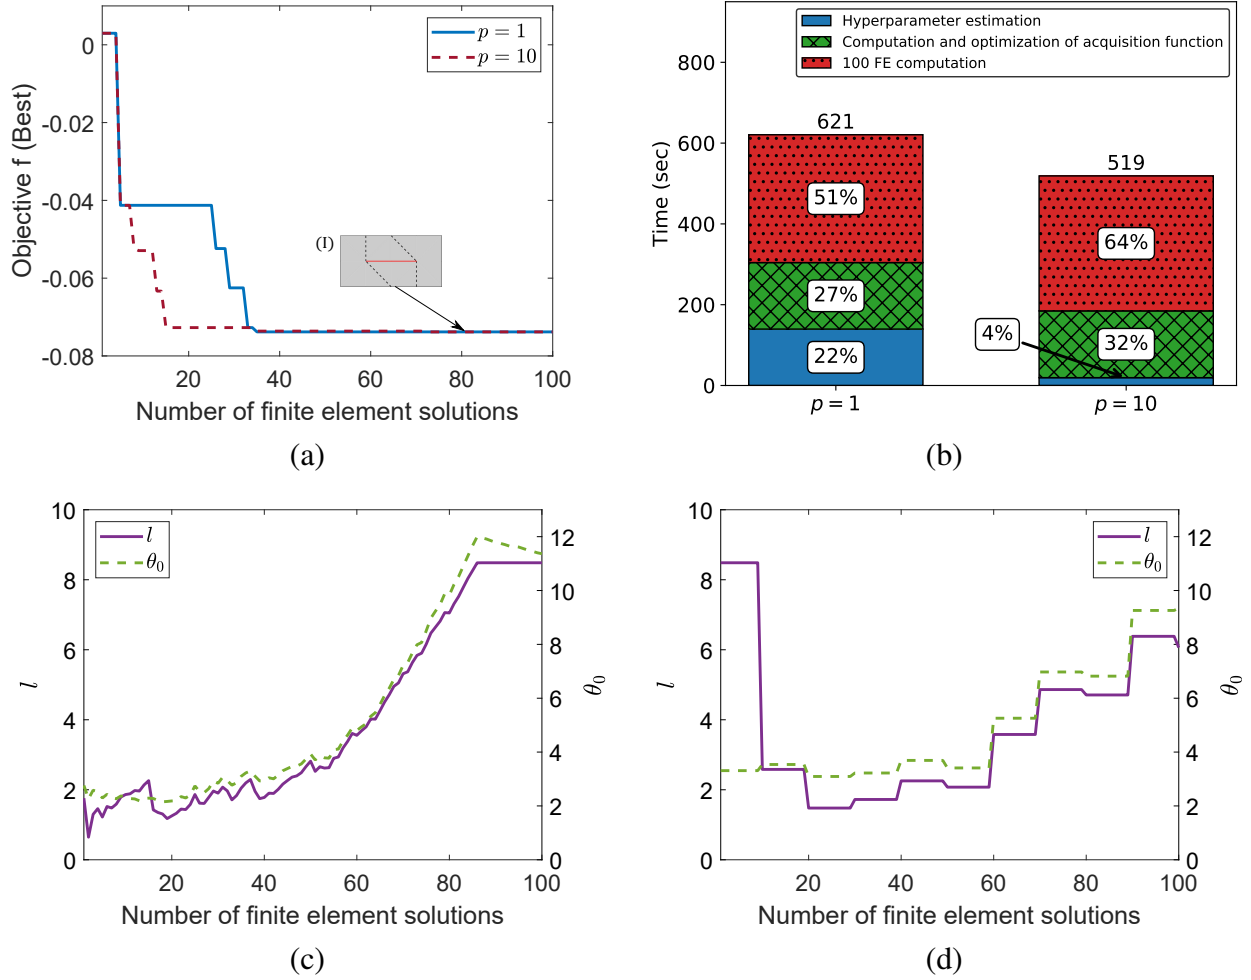 0
-0.02
-0.04
-0.06
-0.08
20
40
60
80
100
Objective f (Best)
Number of finite element solutions
p = 1
p = 10
(I)
(a)
Hyperparameter estimation
Computation and optimization of acquisition function
100 FE computation
800
600
400
200
0
Time (sec)
621
51%
27%
22%
519
64%
32%
4%
p = 1
p = 10
(b)
10
8
6
4
2
0
l
l
θ₀
12
10
8
6
4
2
0
θ₀
20
40
60
80
100
Number of finite element solutions
(c)
10
8
6
4
2
0
l
l
θ₀
12
10
8
6
4
2
0
θ₀
20
40
60
80
100
Number of finite element solutions
(d)